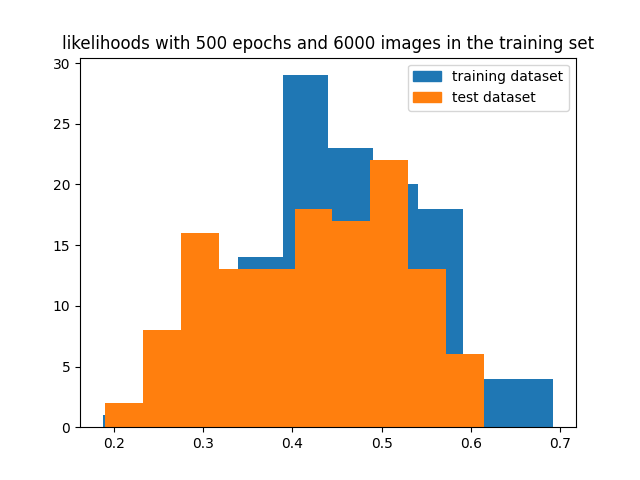 likelihoods with 500 epochs and 6000 images in the training set
training dataset
test dataset
30
25
20
15
10
5
0
0.2 0.3 0.4 0.5 0.6 0.7